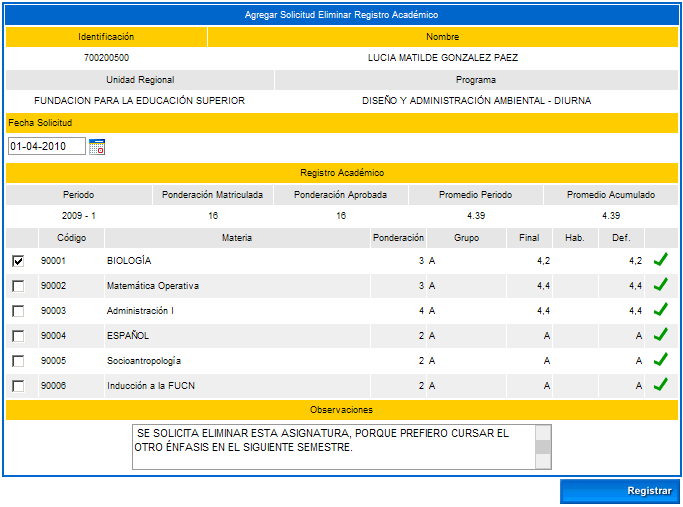 Agregar Solicitud Eliminar Registro Académico
Identificación Nombre
700200500 LUCIA MATILDE GONZALEZ PAEZ
Unidad Regional Programa
FUNDACION PARA LA EDUCACIÓN SUPERIOR DISEÑO Y ADMINISTRACIÓN AMBIENTAL - DIURNA
Fecha Solicitud
01-04-2010
Registro Académico
Periodo Ponderación Matriculada Ponderación Aprobada Promedio Periodo Promedio Acumulado
2009 - 1 16 16 4.39 4.39
Código Materia Ponderación Grupo Final Hab. Def.
90001 BIOLOGÍA 3 A 4,2 4,2
90002 Matemática Operativa 3 A 4,4 4,4
90003 Administración I 4 A 4,4 4,4
90004 ESPAÑOL 2 A A A
90005 Socioantropología 2 A A A
90006 Inducción a la FUCN 2 A A A
Observaciones
SE SOLICITA ELIMINAR ESTA ASIGNATURA, PORQUE PREFIERO CURSAR EL
OTRO ÉNFASIS EN EL SIGUIENTE SEMESTRE.
Registrar